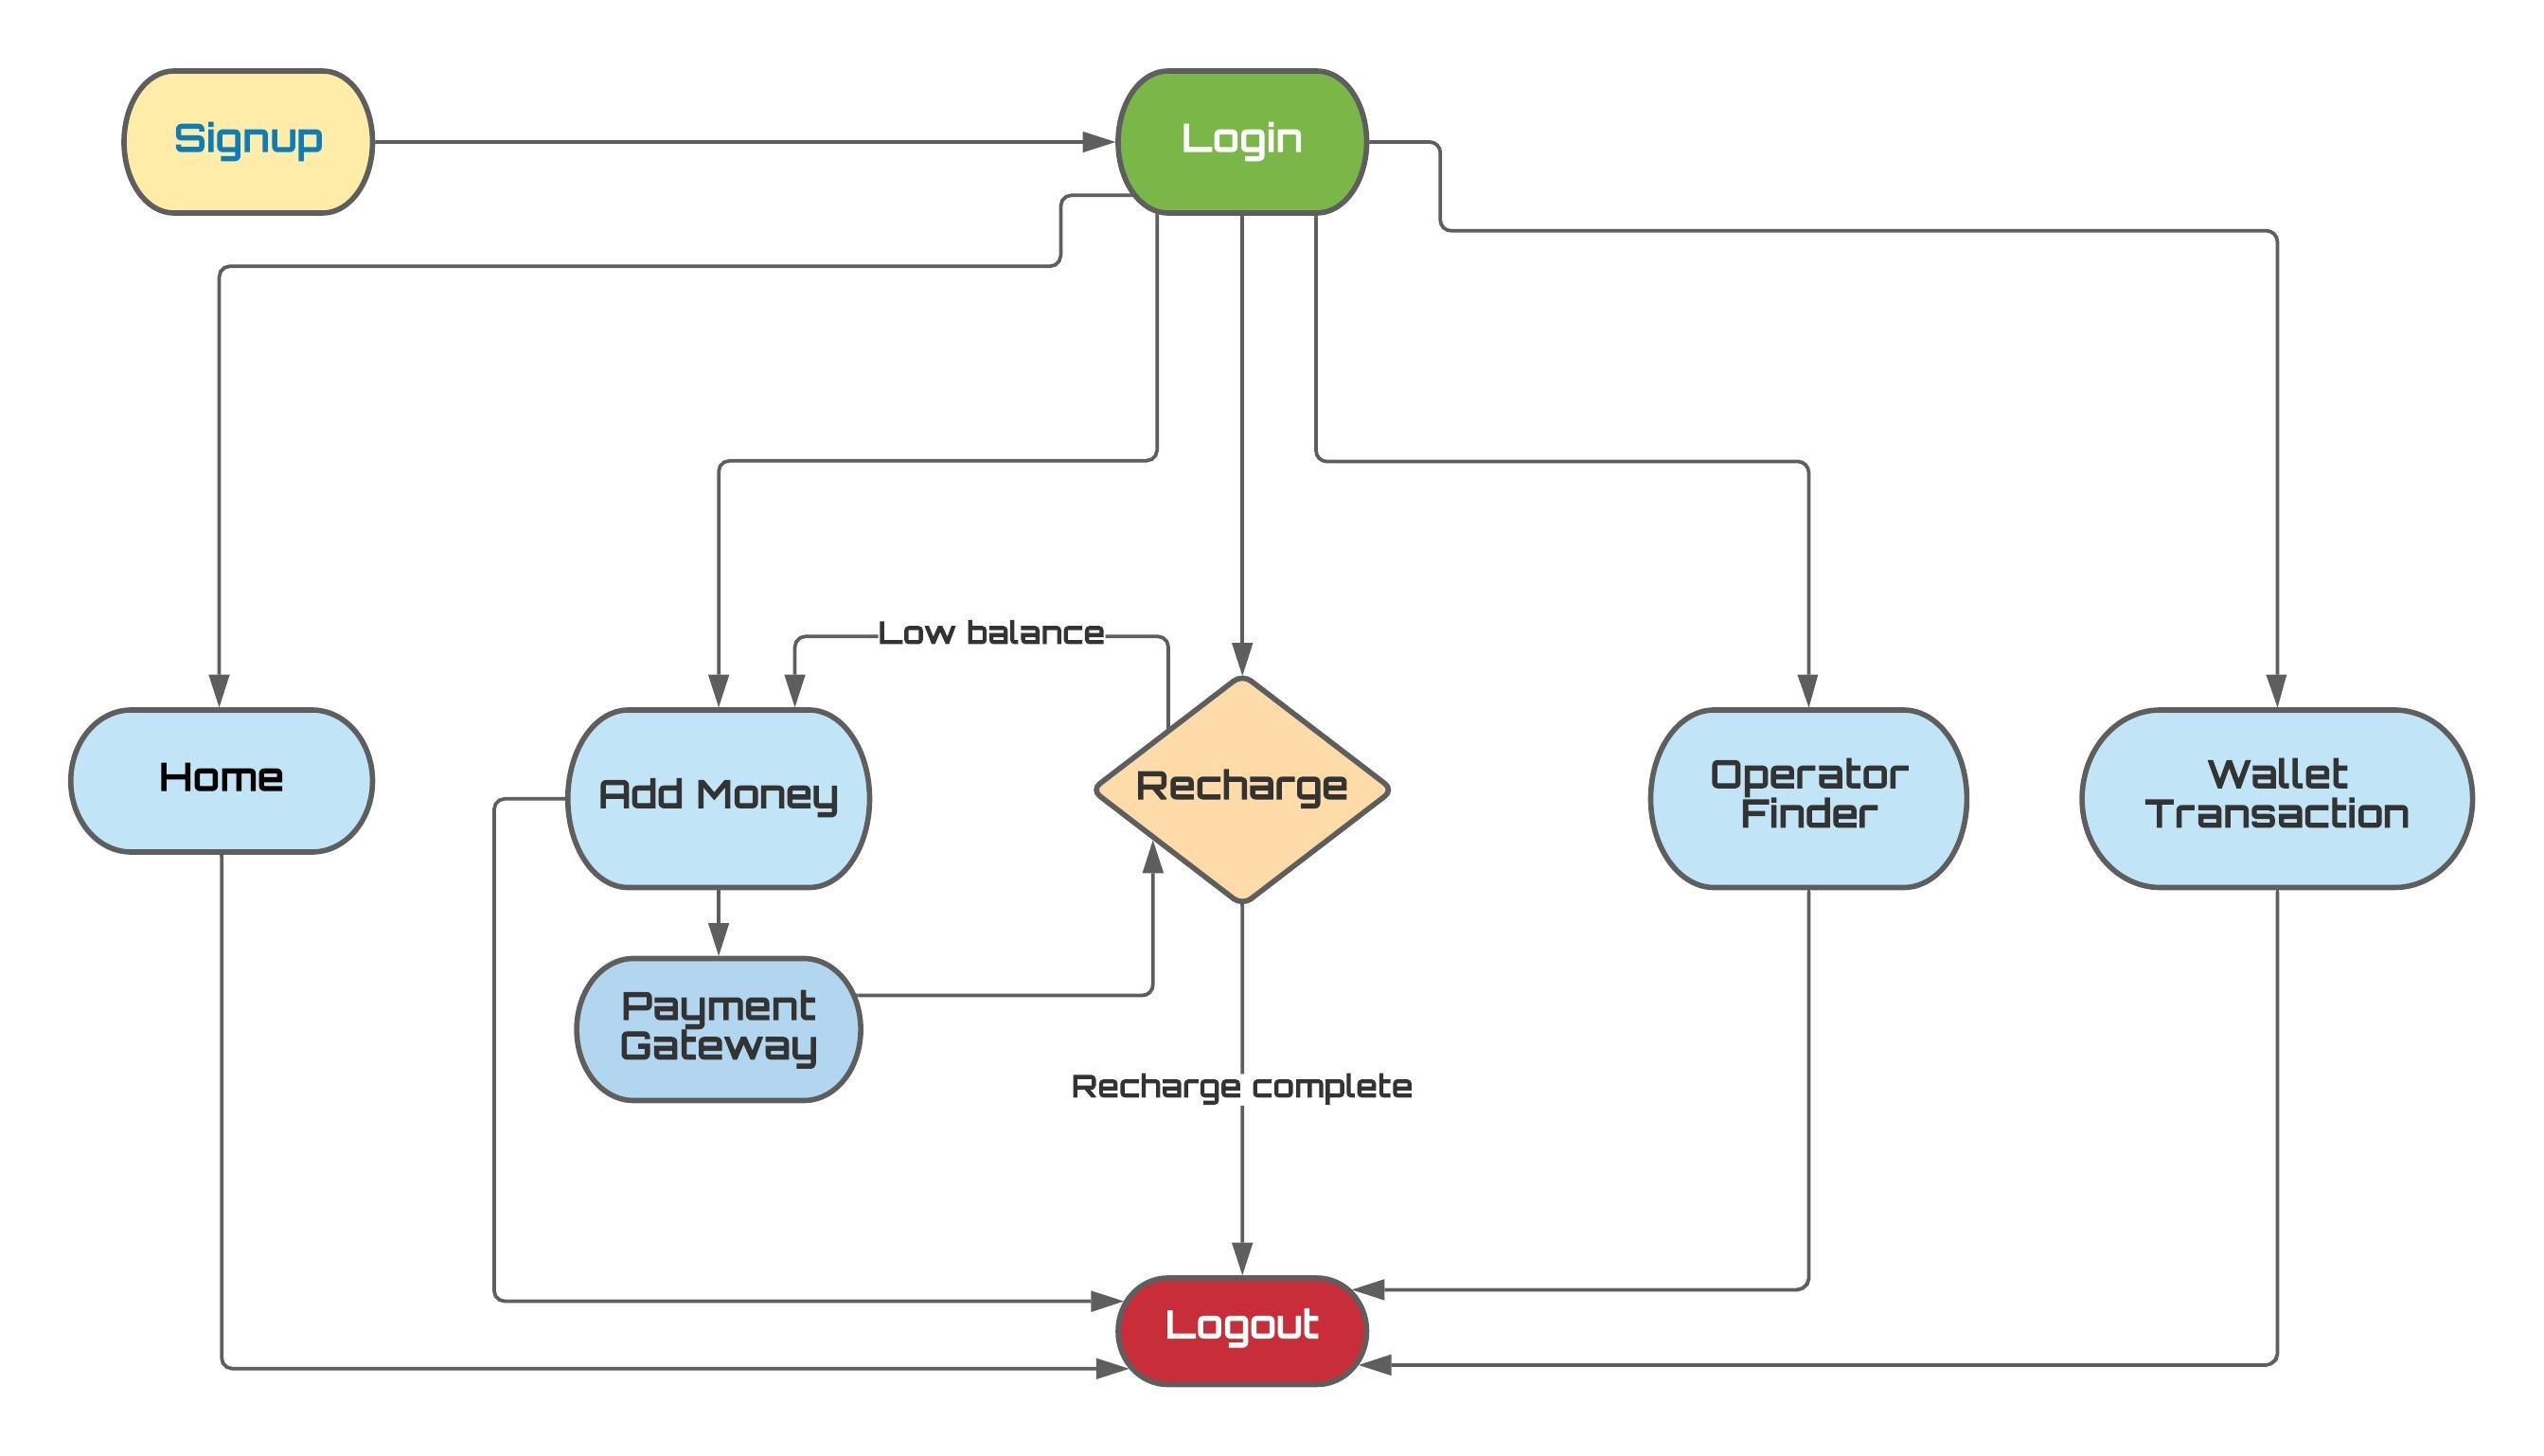 Signup
Login
Low balance
Home
Add Money
Recharge
Operator
Finder
Wallet
Transaction
Payment
Gateway
Recharge complete
Logout